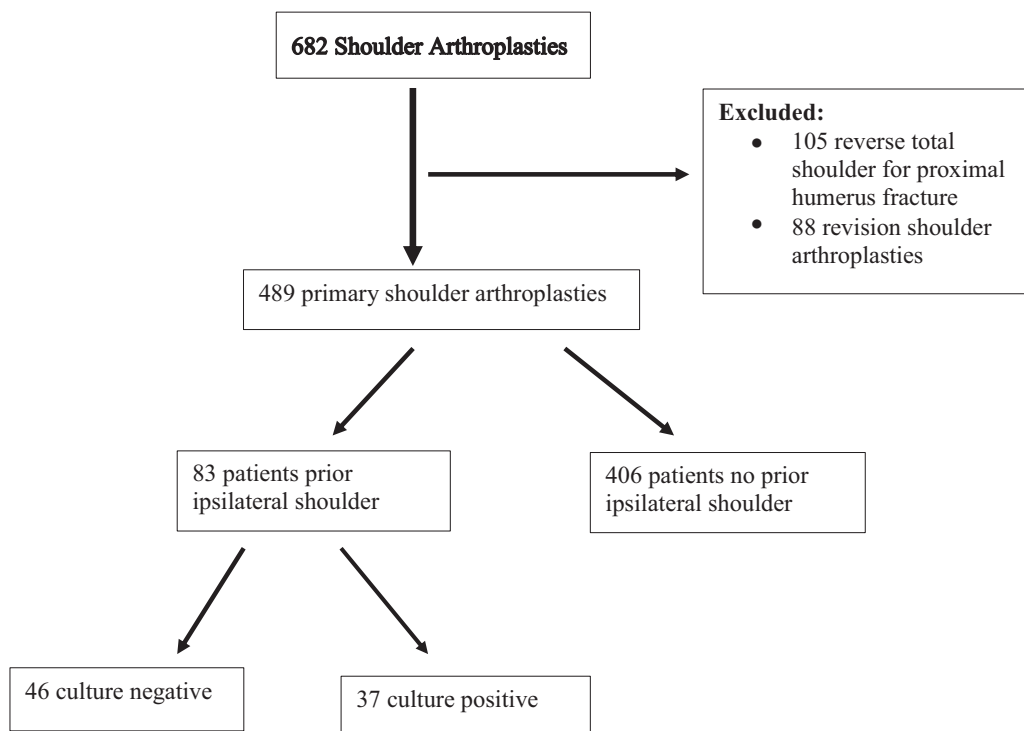 682 Shoulder Arthroplasties
Excluded:
• 105 reverse total
shoulder for proximal
humerus fracture
• 88 revision shoulder
arthroplasties
489 primary shoulder arthroplasties
83 patients prior
ipsilateral shoulder
406 patients no prior
ipsilateral shoulder
46 culture negative
37 culture positive